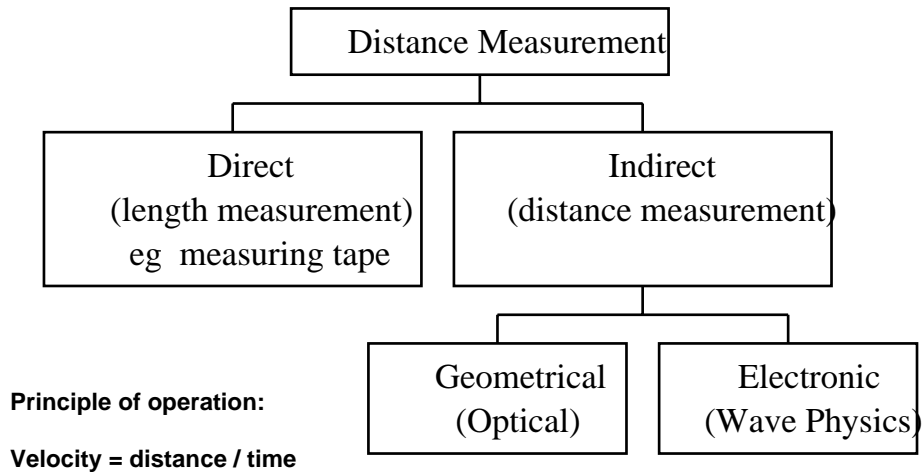 Distance Measurement
Direct
(length measurement)
eg measuring tape
Indirect
(distance measurement)
Geometrical
(Optical)
Electronic
(Wave Physics)
Principle of operation:
Velocity = distance / time